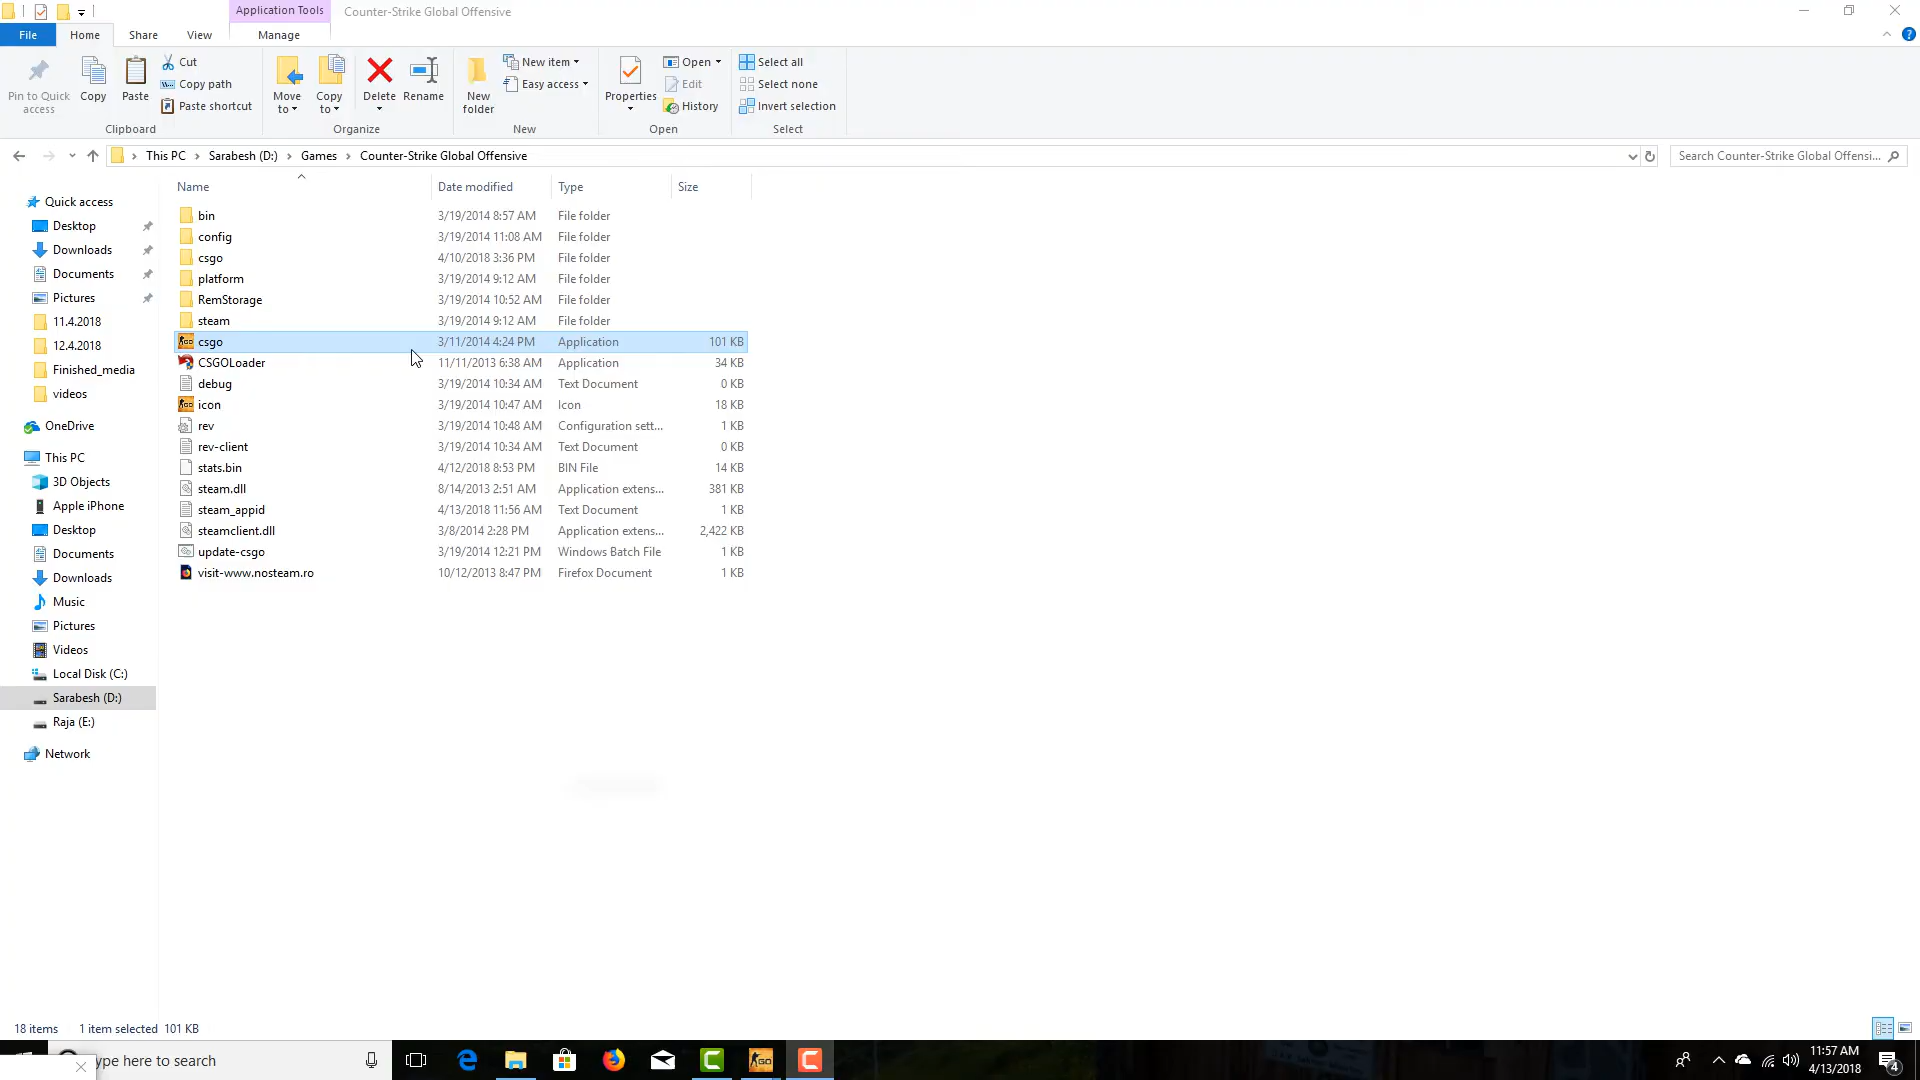 Application Tools
Counter-Strike Global Offensive
File
Home
Share
View
Manage
Pin to Quick access
Copy
Paste
Cut
Copy path
Paste shortcut
Clipboard
Move to
Copy to
Delete
Rename
Organize
New folder
New item
Easy access
New
Properties
Open
Edit
History
Open
Select all
Select none
Invert selection
Select
This PC > Sarabesh (D:) > Games > Counter-Strike Global Offensive
Search Counter-Strike Global Offensi...
Name Date modified Type Size
bin 3/19/2014 8:57 AM File folder
config 3/19/2014 11:08 AM File folder
csgo 4/10/2018 3:36 PM File folder
platform 3/19/2014 9:12 AM File folder
RemStorage 3/19/2014 10:52 AM File folder
steam 3/19/2014 9:12 AM File folder
csgo 3/11/2014 4:24 PM Application 101 KB
CSGOLoader 11/11/2013 6:38 AM Application 34 KB
debug 3/19/2014 10:34 AM Text Document 0 KB
icon 3/19/2014 10:47 AM Icon 18 KB
rev 3/19/2014 10:48 AM Configuration sett... 1 KB
rev-client 3/19/2014 10:34 AM Text Document 0 KB
stats.bin 4/12/2018 8:53 PM BIN File 14 KB
steam.dll 8/14/2013 2:51 AM Application extens... 381 KB
steam_appid 4/13/2018 11:56 AM Text Document 1 KB
steamclient.dll 3/8/2014 2:28 PM Application extens... 2,422 KB
update-csgo 3/19/2014 12:21 PM Windows Batch File 1 KB
visit-www.nosteam.ro 10/12/2013 8:47 PM Firefox Document 1 KB
Quick access
Desktop
Downloads
Documents
Pictures
11.4.2018
12.4.2018
Finished_media
videos
OneDrive
This PC
3D Objects
Apple iPhone
Desktop
Documents
Downloads
Music
Pictures
Videos
Local Disk (C:)
Sarabesh (D:)
Raja (E:)
Network
18 items 1 item selected 101 KB
ype here to search
11:57 AM
4/13/2018
4